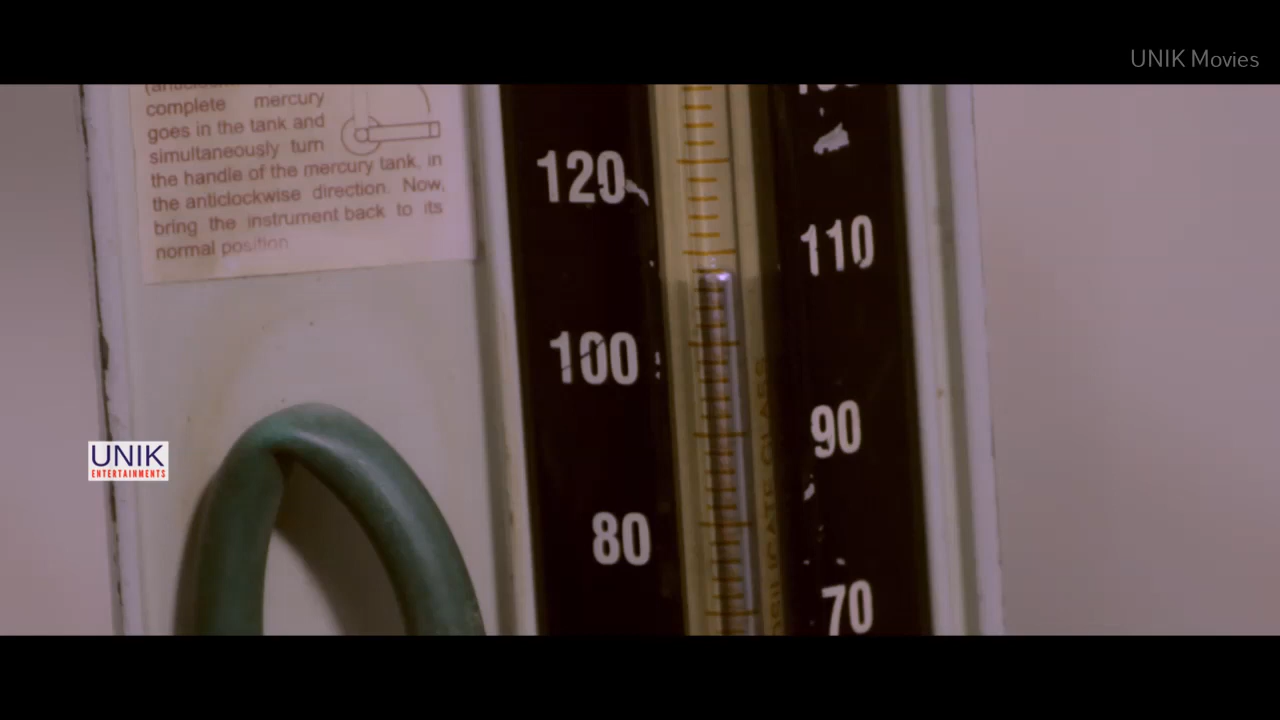 UNIK Movies
complete mercury
goes in the tank and
simultaneously turn
the handle of the mercury tank, in
the anticlockwise direction. Now,
bring the instrument back to its
normal position
120
110
100
90
80
70
UNIK
ENTERTAINMENTS